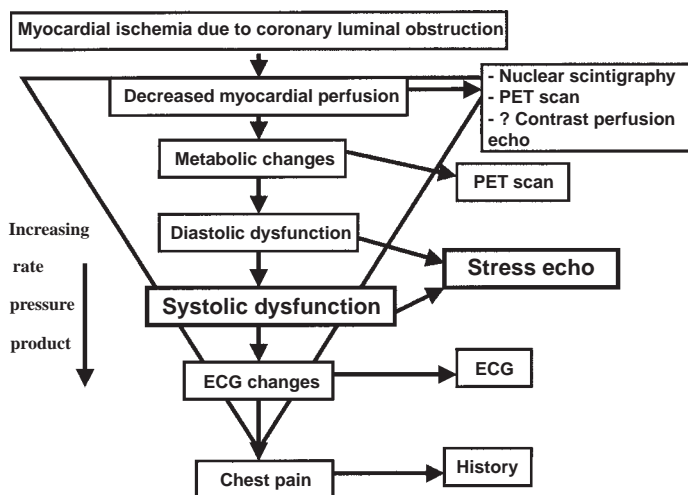 Myocardial ischemia due to coronary luminal obstruction
Decreased myocardial perfusion
- Nuclear scintigraphy
- PET scan
- ? Contrast perfusion
echo
Metabolic changes
PET scan
Diastolic dysfunction
Stress echo
Systolic dysfunction
Increasing
rate
pressure
product
ECG changes
ECG
Chest pain
History